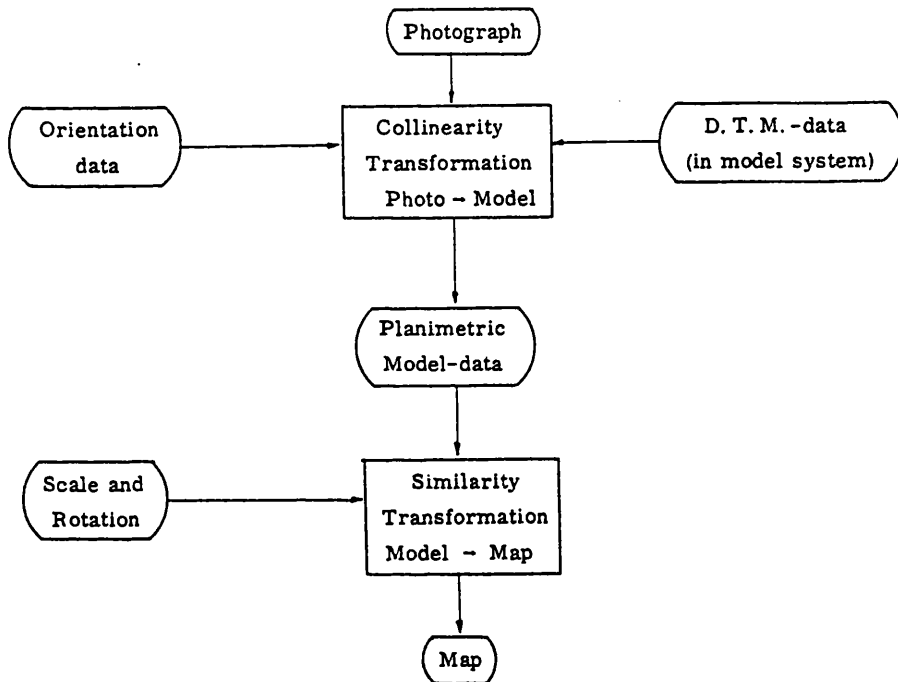 Photograph
Orientation
data
Collinearity
Transformation
Photo → Model
D. T. M. -data
(in model system)
Planimetric
Model-data
Scale and
Rotation
Similarity
Transformation
Model → Map
Map